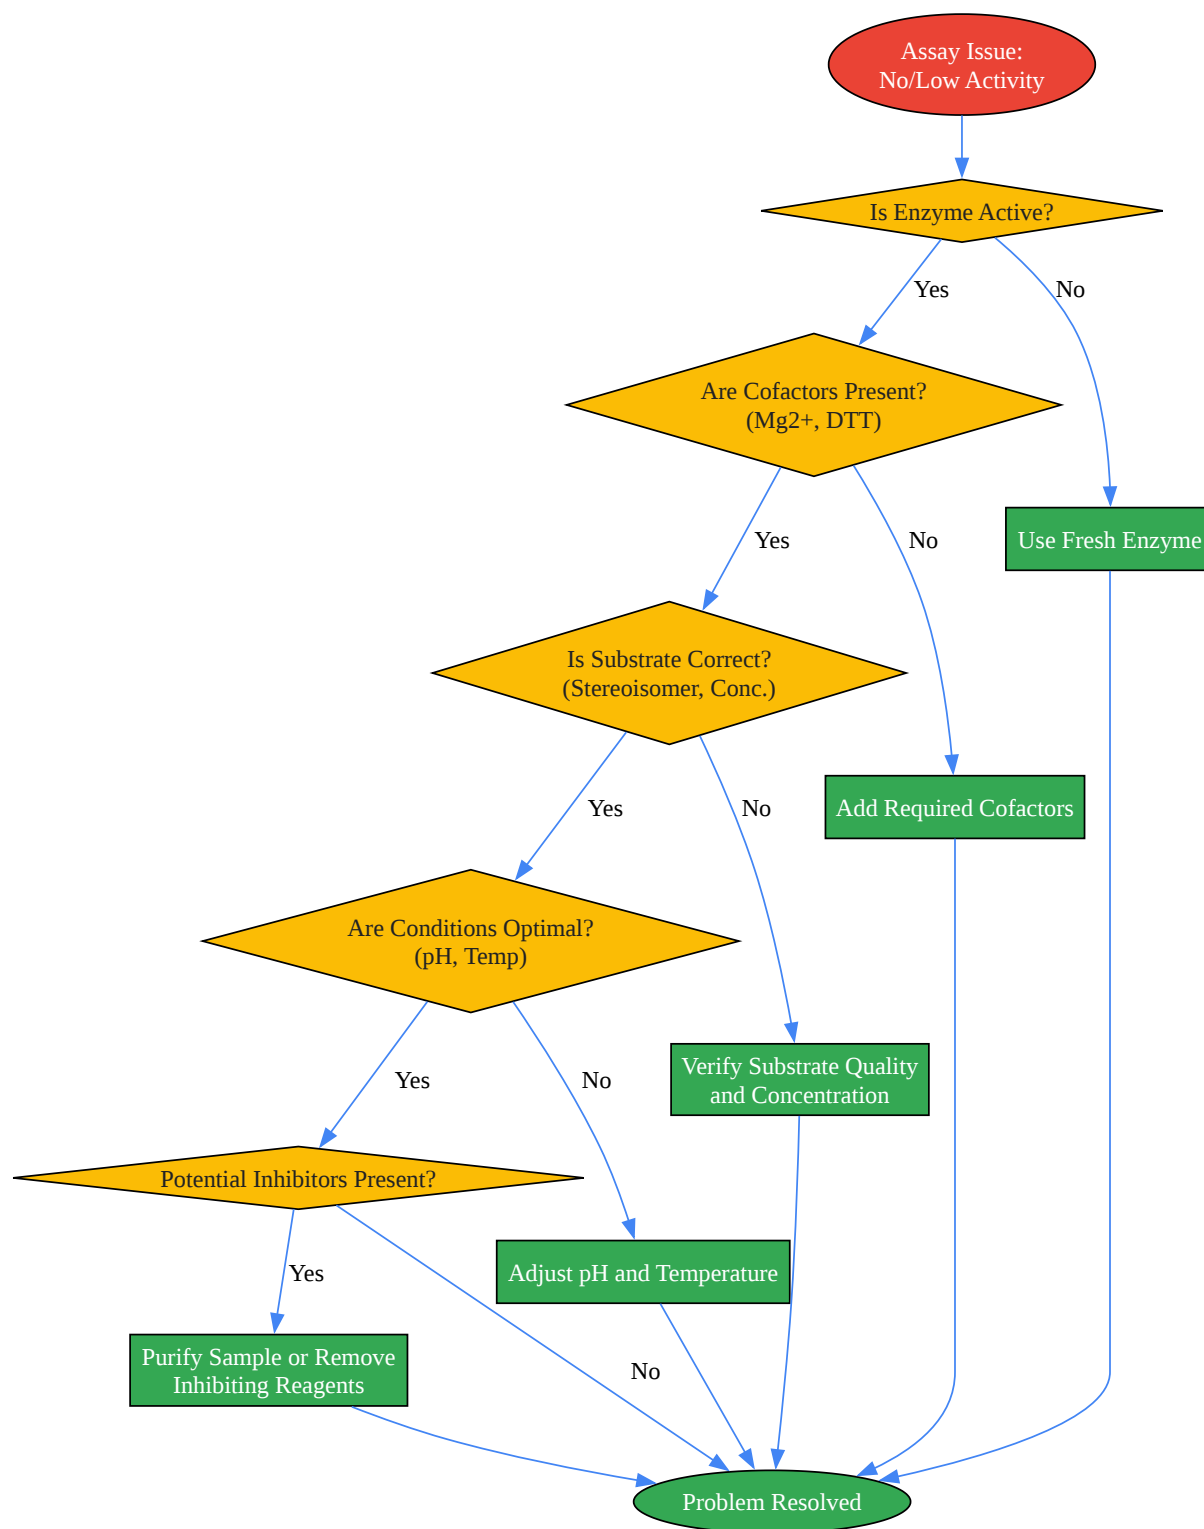 Assay Issue:
No/Low Activity
Is Enzyme Active?
Yes
No
Are Cofactors Present?
(Mg2+, DTT)
Yes
No
Use Fresh Enzyme
Is Substrate Correct?
(Stereoisomer, Conc.)
Yes
No
Add Required Cofactors
Are Conditions Optimal?
(pH, Temp)
Yes
No
Verify Substrate Quality
and Concentration
Potential Inhibitors Present?
Yes
Adjust pH and Temperature
Purify Sample or Remove
Inhibiting Reagents
No
Problem Resolved